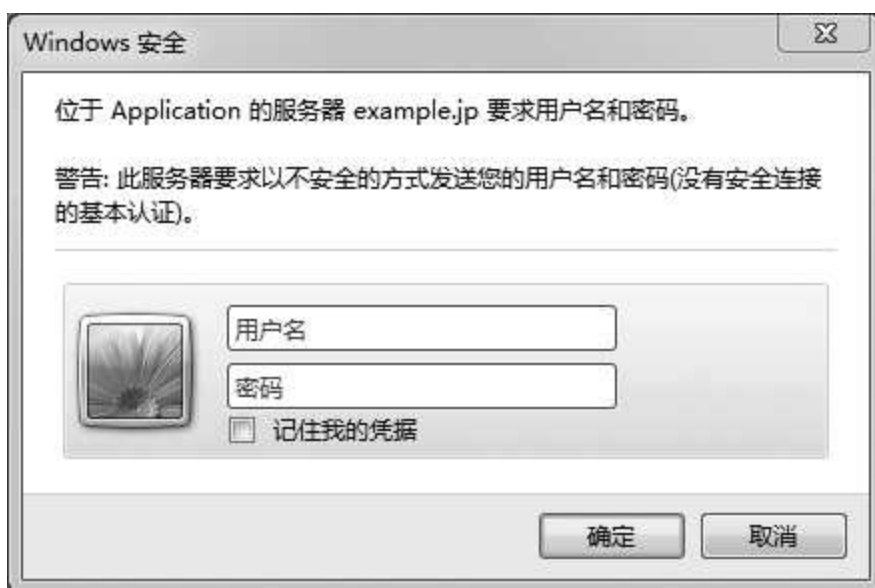 Windows 安全
位于 Application 的服务器 example.jp 要求用户名和密码。
警告: 此服务器要求以不安全的方式发送您的用户名和密码(没有安全连接
的基本认证)。
用户名
密码
记住我的凭据
确定 取消